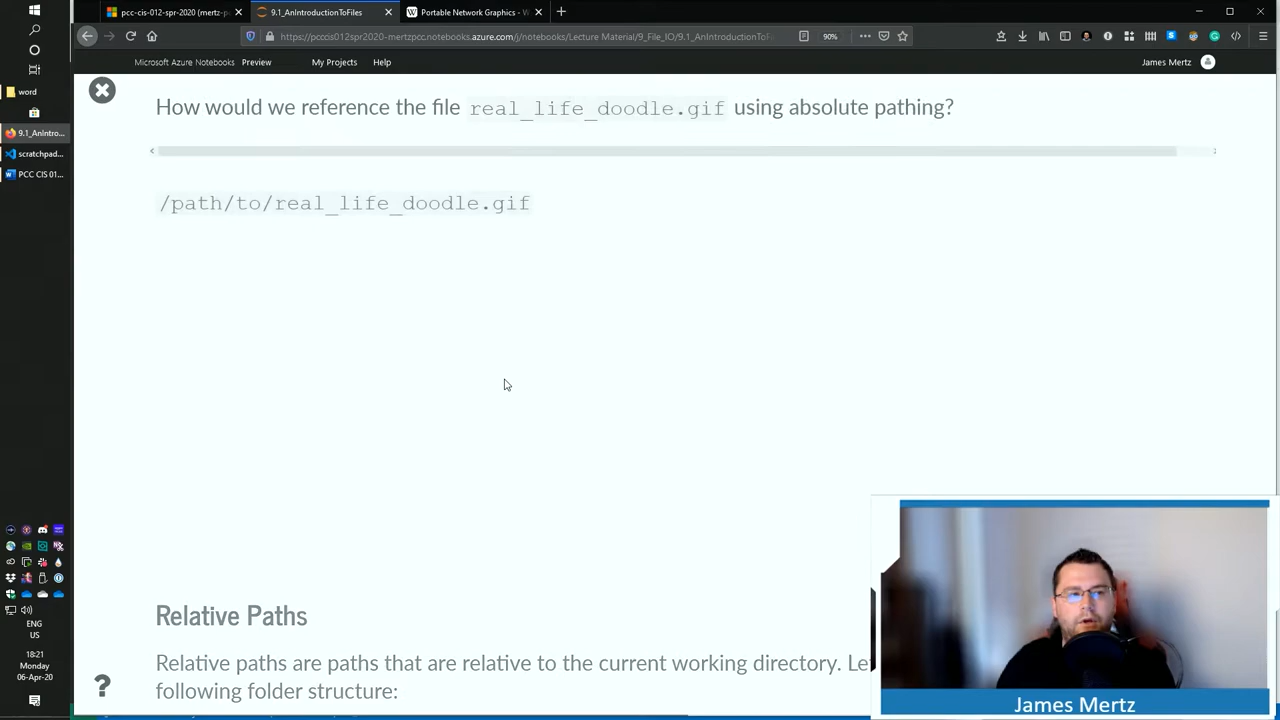 word
9.1_AnIntro...
scratchpad...
PCC CIS 01...
ENG
US
18:21
Monday
06-Apr-20
pcc-cis-012-spr-2020 (mertz-p
9.1_AnIntroductionToFiles
Portable Network Graphics - W
https://pcccis012spr2020-mertzpcc.notebooks.azure.com/j/notebooks/Lecture Material/9_File_IO/9.1_AnIntroductionToF
90%
Microsoft Azure Notebooks Preview My Projects Help James Mertz
How would we reference the file real_life_doodle.gif using absolute pathing?
/path/to/real_life_doodle.gif
Relative Paths
Relative paths are paths that are relative to the current working directory. Le
following folder structure:
?
James Mertz